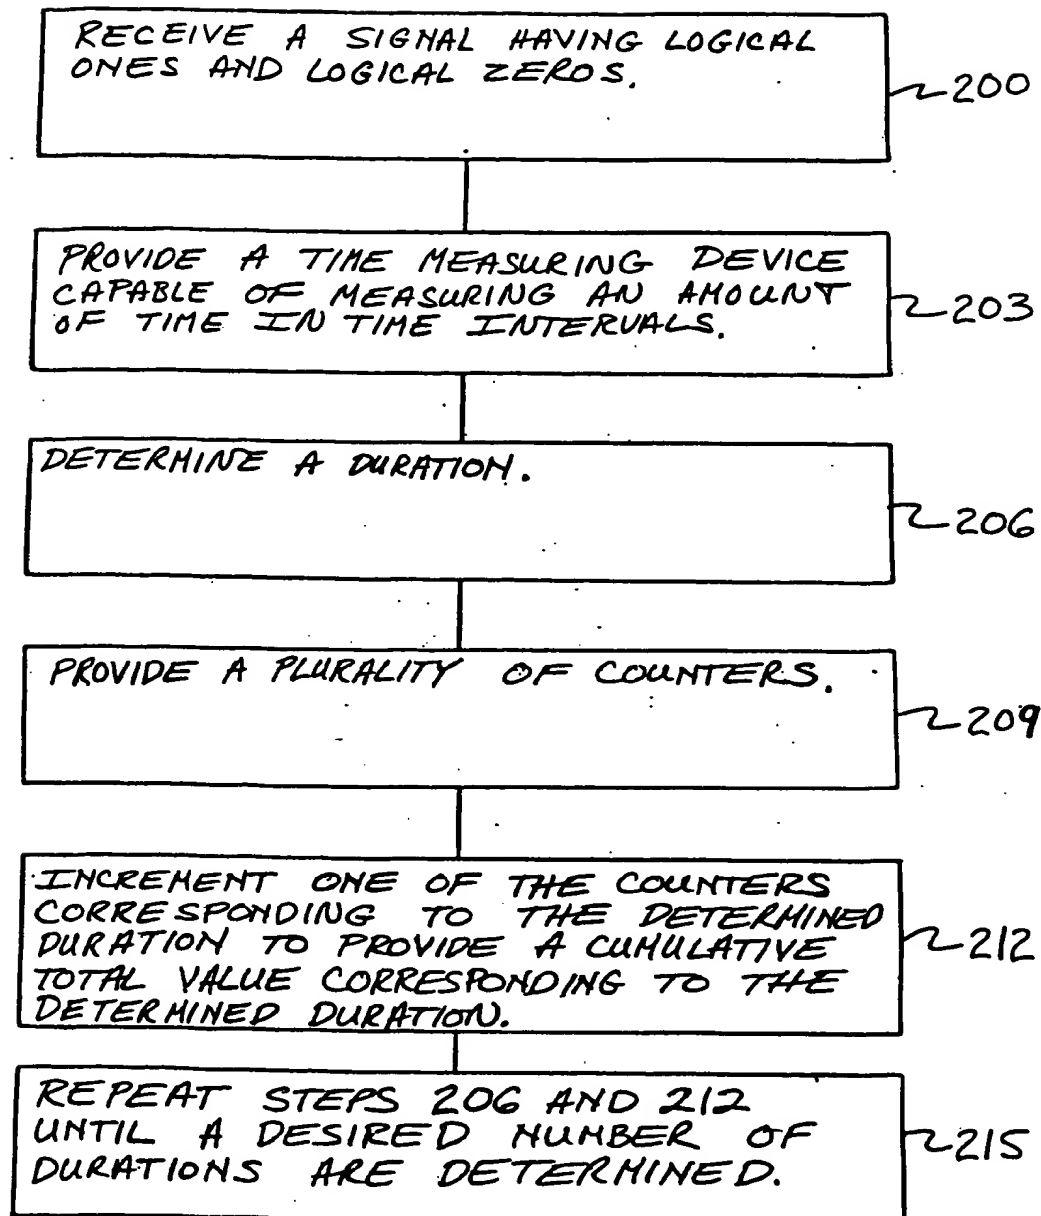 RECEIVE A SIGNAL HAVING LOGICAL
ONES AND LOGICAL ZEROS.
200
PROVIDE A TIME MEASURING DEVICE
CAPABLE OF MEASURING AN AMOUNT
OF TIME IN TIME INTERVALS.
203
DETERMINE A DURATION.
206
PROVIDE A PLURALITY OF COUNTERS.
209
INCREMENT ONE OF THE COUNTERS
CORRESPONDING TO THE DETERMINED
DURATION TO PROVIDE A CUMULATIVE
TOTAL VALUE CORRESPONDING TO THE
DETERMINED DURATION.
212
REPEAT STEPS 206 AND 212
UNTIL A DESIRED NUMBER OF
DURATIONS ARE DETERMINED.
215